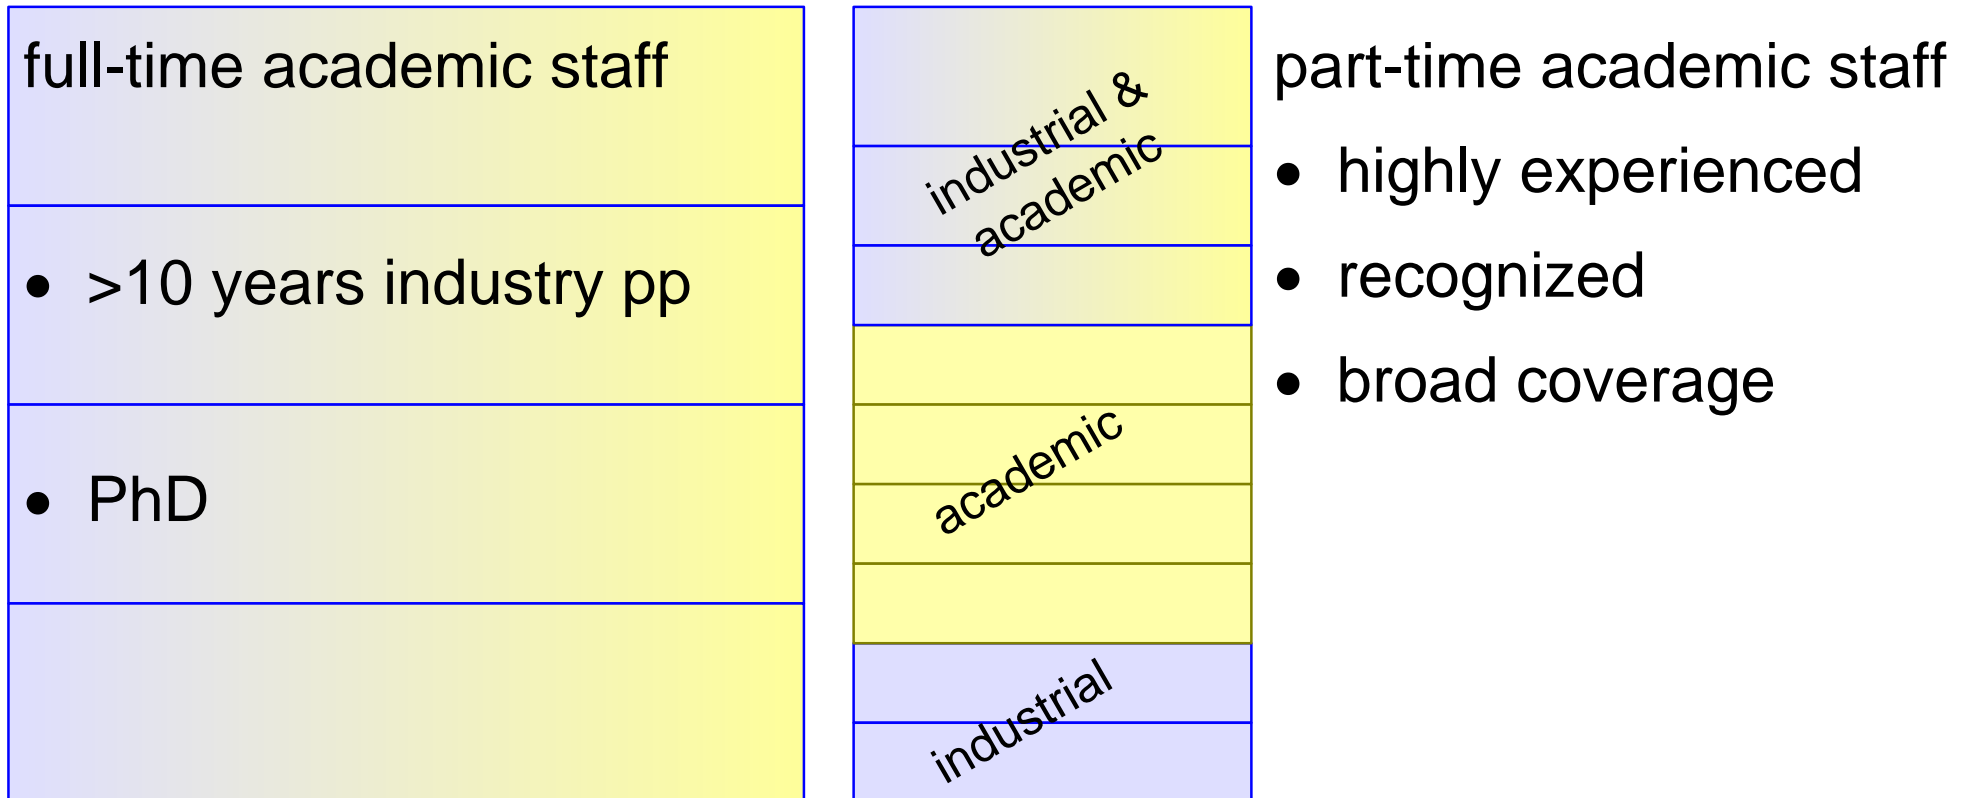 full-time academic staff
• >10 years industry pp
• PhD
industrial &
academic
academic
industrial
part-time academic staff
• highly experienced
• recognized
• broad coverage